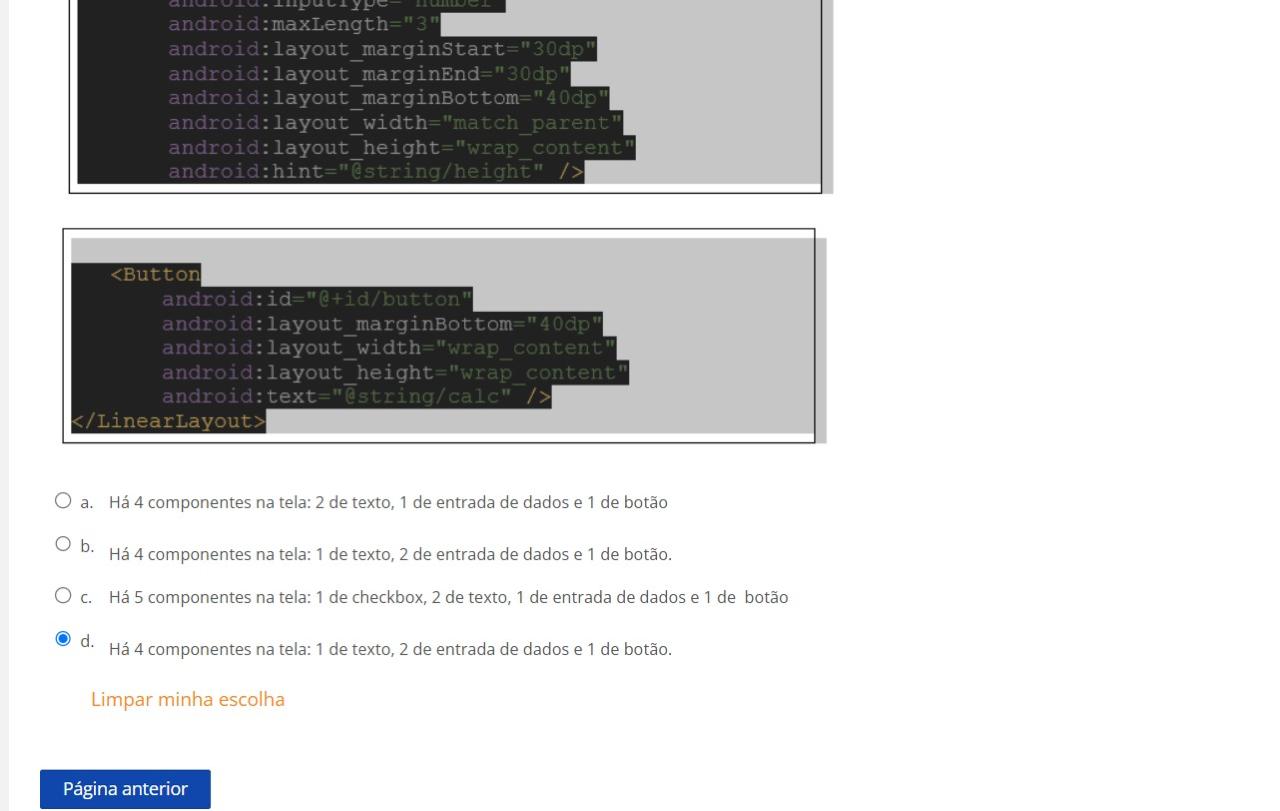 android:inputType="number"
android:maxLength="3"
android:layout_marginStart="30dp"
android:layout_marginEnd="30dp"
android:layout_marginBottom="40dp"
android:layout_width="match_parent"
android:layout_height="wrap_content"
android:hint="@string/height" />
<Button
android:id="@+id/button"
android:layout_marginBottom="40dp"
android:layout_width="wrap_content"
android:layout_height="wrap_content"
android:text="@string/calc" />
</LinearLayout>
a. Há 4 componentes na tela: 2 de texto, 1 de entrada de dados e 1 de botão
b. Há 4 componentes na tela: 1 de texto, 2 de entrada de dados e 1 de botão.
c. Há 5 componentes na tela: 1 de checkbox, 2 de texto, 1 de entrada de dados e 1 de botão
d. Há 4 componentes na tela: 1 de texto, 2 de entrada de dados e 1 de botão.
Limpar minha escolha
Página anterior